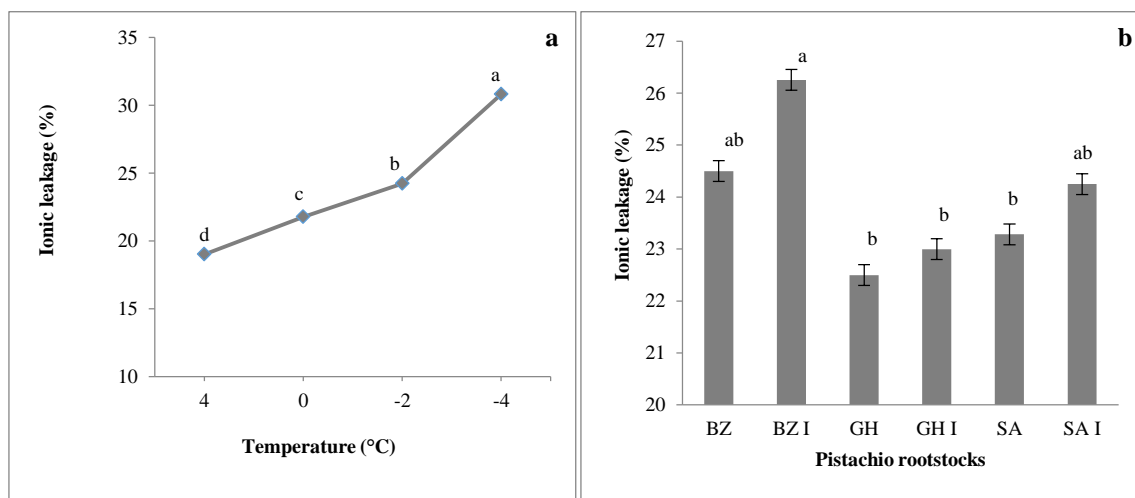 a
Ionic leakage (%)
35
30
25
20
15
10
d
c
b
a
4
0
-2
-4
Temperature (°C)
b
Ionic leakage (%)
27
26
25
24
23
22
21
20
ab
a
b
b
b
ab
BZ
BZ I
GH
GH I
SA
SA I
Pistachio rootstocks